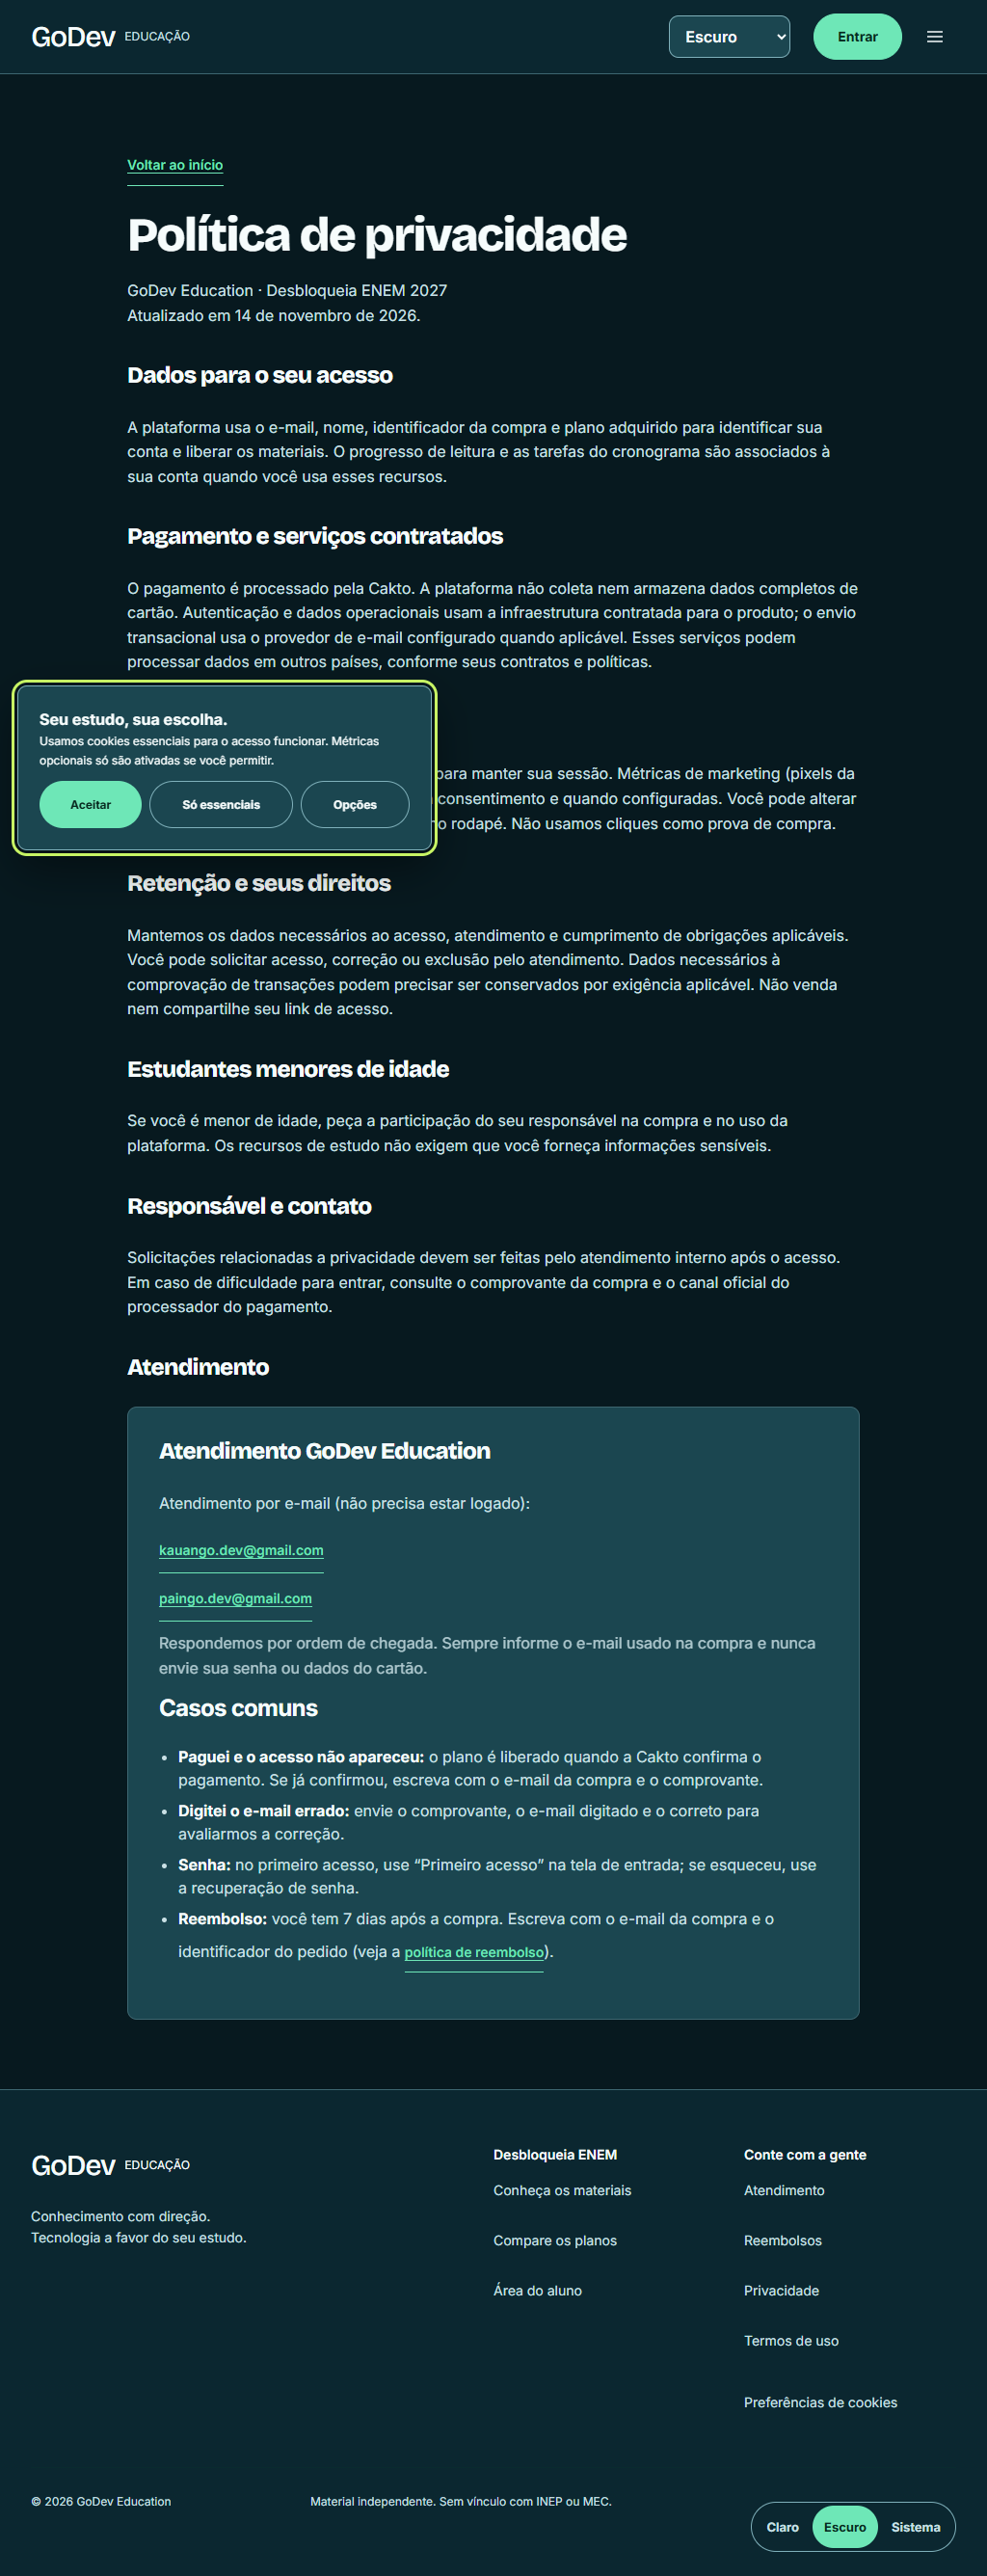 GoDev EDUCAÇÃO
Escuro
Entrar
Voltar ao início
Política de privacidade
GoDev Education · Desbloqueia ENEM 2027
Atualizado em 14 de novembro de 2026.
Dados para o seu acesso
A plataforma usa o e-mail, nome, identificador da compra e plano adquirido para identificar sua
conta e liberar os materiais. O progresso de leitura e as tarefas do cronograma são associados à
sua conta quando você usa esses recursos.
Pagamento e serviços contratados
O pagamento é processado pela Cakto. A plataforma não coleta nem armazena dados completos de
cartão. Autenticação e dados operacionais usam a infraestrutura contratada para o produto; o envio
transacional usa o provedor de e-mail configurado quando aplicável. Esses serviços podem
processar dados em outros países, conforme seus contratos e políticas.
Seu estudo, sua escolha.
Usamos cookies essenciais para o acesso funcionar. Métricas
opcionais só são ativadas se você permitir.
Aceitar
Só essenciais
Opções
para manter sua sessão. Métricas de marketing (pixels da
consentimento e quando configuradas. Você pode alterar
no rodapé. Não usamos cliques como prova de compra.
Retenção e seus direitos
Mantemos os dados necessários ao acesso, atendimento e cumprimento de obrigações aplicáveis.
Você pode solicitar acesso, correção ou exclusão pelo atendimento. Dados necessários à
comprovação de transações podem precisar ser conservados por exigência aplicável. Não venda
nem compartilhe seu link de acesso.
Estudantes menores de idade
Se você é menor de idade, peça a participação do seu responsável na compra e no uso da
plataforma. Os recursos de estudo não exigem que você forneça informações sensíveis.
Responsável e contato
Solicitações relacionadas a privacidade devem ser feitas pelo atendimento interno após o acesso.
Em caso de dificuldade para entrar, consulte o comprovante da compra e o canal oficial do
processador do pagamento.
Atendimento
Atendimento GoDev Education
Atendimento por e-mail (não precisa estar logado):
kauango.dev@gmail.com
paingo.dev@gmail.com
Respondemos por ordem de chegada. Sempre informe o e-mail usado na compra e nunca
envie sua senha ou dados do cartão.
Casos comuns
• Paguei e o acesso não apareceu: o plano é liberado quando a Cakto confirma o
pagamento. Se já confirmou, escreva com o e-mail da compra e o comprovante.
• Digitei o e-mail errado: envie o comprovante, o e-mail digitado e o correto para
avaliarmos a correção.
• Senha: no primeiro acesso, use “Primeiro acesso” na tela de entrada; se esqueceu, use
a recuperação de senha.
• Reembolso: você tem 7 dias após a compra. Escreva com o e-mail da compra e o
identificador do pedido (veja a política de reembolso).
GoDev EDUCAÇÃO
Conhecimento com direção.
Tecnologia a favor do seu estudo.
Desbloqueia ENEM
Conheça os materiais
Compare os planos
Área do aluno
Conte com a gente
Atendimento
Reembolsos
Privacidade
Termos de uso
Preferências de cookies
© 2026 GoDev Education
Material independente. Sem vínculo com INEP ou MEC.
Claro
Escuro
Sistema